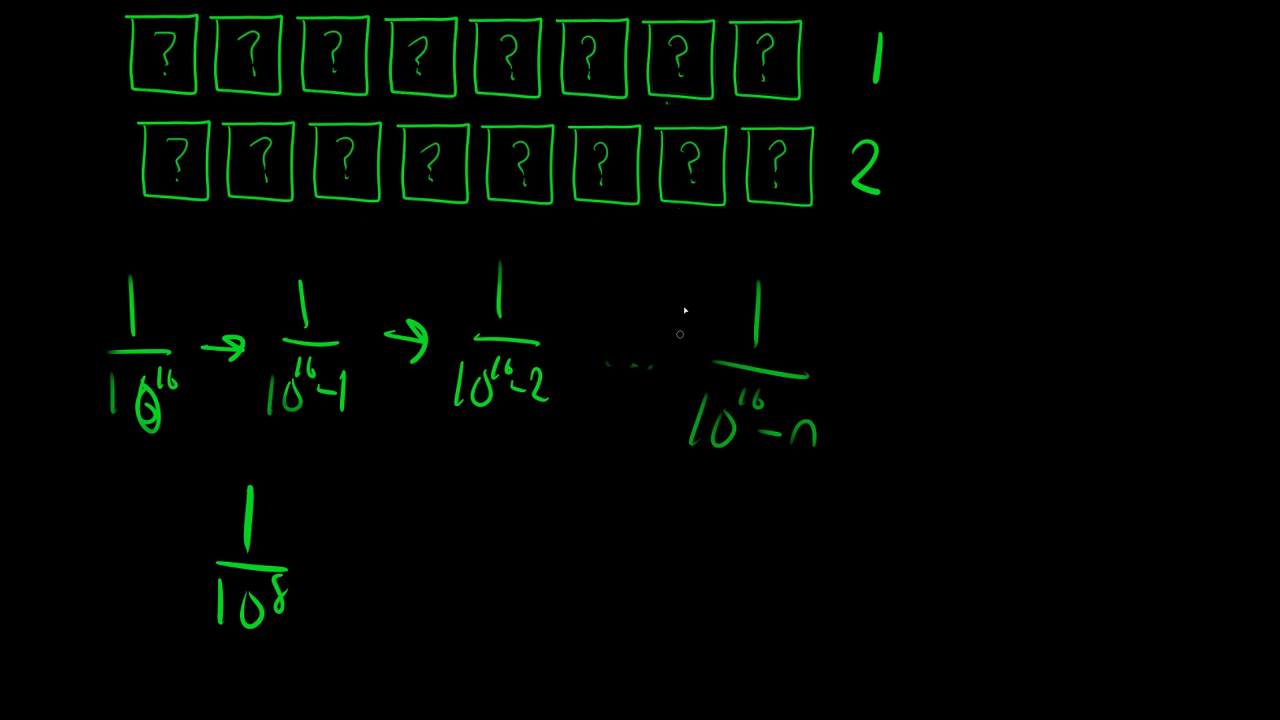 ? ? ? ? ? ? ? ? 1
? ? ? ? ? ? ? ? 2
1/10^16 → 1/10^16-1 → 1/10^16-2 ... 1/10^16-n
1/10^8